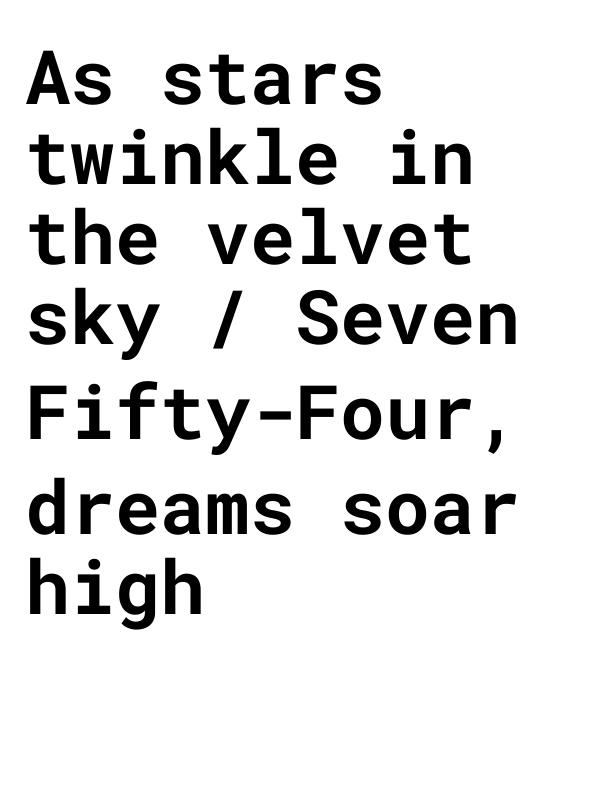 As stars
twinkle in
the velvet
sky / Seven
Fifty-Four,
dreams soar
high